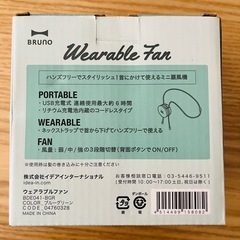 BRUNO
Wearable Fan
ハンズフリーでスタイリッシュ!首にかけて使えるミニ扇風機
PORTABLE
・USB充電式 連続使用最大約6時間
・リチウム充電池内蔵のコードレスタイプ
WEARABLE
・ネックストラップで首から下げてハンズフリーで使える
FAN
・風量:弱/中/強の3段階切替(背面ボタンでON/OFF)
株式会社イデアインターナショナル
idea-in.com
お客様窓口電話 03-5446-9511
ウェアラブルファン
BDE041-BGR
COLOR ブルーグリーン
CODE 04760328
MADE IN CHINA